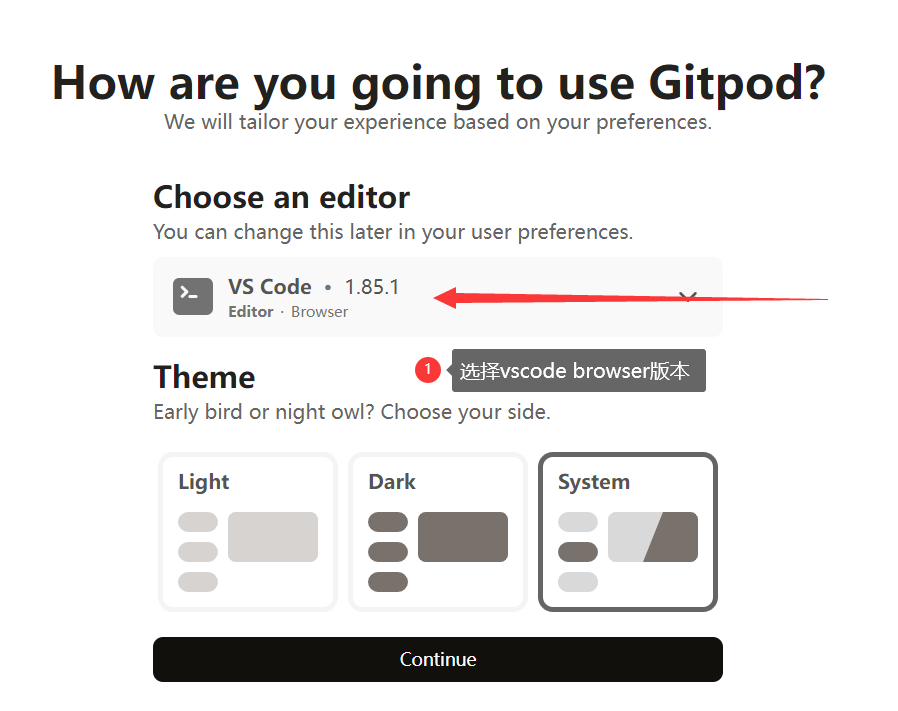 How are you going to use Gitpod?
We will tailor your experience based on your preferences.
Choose an editor
You can change this later in your user preferences.
VS Code • 1.85.1
Editor · Browser
1 选择vscode browser版本
Theme
Early bird or night owl? Choose your side.
Light Dark System
Continue